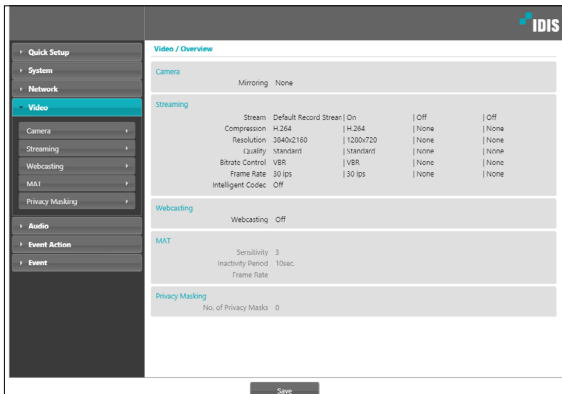 IDIS
Quick Setup
System
Network
Video
Camera
Streaming
Webcasting
MAT
Privacy Masking
Audio
Event Action
Event
Video / Overview
Camera
Mirroring None
Streaming
Stream Default Record Stream | On | Off | Off
Compression H.264 | H.264 | None | None
Resolution 3840x2160 | 1280x720 | None | None
Quality Standard | Standard | None | None
Bitrate Control VBR | VBR | None | None
Frame Rate 30 ips | 30 ips | None | None
Intelligent Codec Off
Webcasting
Webcasting Off
MAT
Sensitivity 3
Inactivity Period 10sec.
Frame Rate
Privacy Masking
No. of Privacy Masks 0
Save